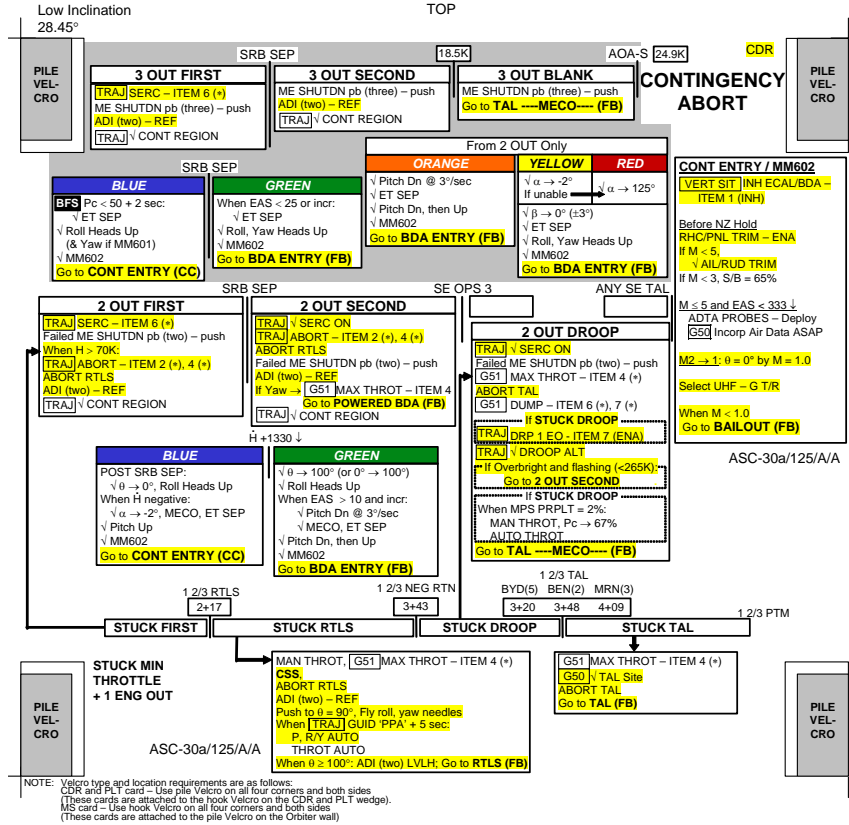 Low Inclination
28.45°
TOP
CDR
PILE
VEL-
CRO
PILE
VEL-
CRO
SRB SEP
18.5K
AOA-S
24.9K
CONTINGENCY
ABORT
3 OUT FIRST
TRAJ SERC – ITEM 6 (*)
ME SHUTDN pb (three) – push
ADI (two) – REF
TRAJ √ CONT REGION
3 OUT SECOND
ME SHUTDN pb (three) – push
ADI (two) – REF
TRAJ √ CONT REGION
3 OUT BLANK
ME SHUTDN pb (three) – push
Go to TAL ----MECO---- (FB)
SRB SEP
BLUE
BFS Pc < 50 + 2 sec:
√ ET SEP
√ Roll Heads Up
(& Yaw if MM601)
√ MM602
Go to CONT ENTRY (CC)
GREEN
When EAS < 25 or incr:
√ ET SEP
√ Roll, Yaw Heads Up
√ MM602
Go to BDA ENTRY (FB)
From 2 OUT Only
ORANGE
√ Pitch Dn @ 3°/sec
√ ET SEP
√ Pitch Dn, then Up
√ MM602
Go to BDA ENTRY (FB)
YELLOW
RED
√ α → -2°
If unable
√ α → 125°
√ β → 0° (±3°)
√ ET SEP
√ Roll, Yaw Heads Up
√ MM602
Go to BDA ENTRY (FB)
CONT ENTRY / MM602
VERT SIT INH ECAL/BDA –
ITEM 1 (INH)
Before NZ Hold
RHC/PNL TRIM – ENA
If M < 5,
√ AIL/RUD TRIM
If M < 3, S/B = 65%
M ≤ 5 and EAS < 333 ↓
ADTA PROBES – Deploy
G50 Incorp Air Data ASAP
M2 → 1: θ = 0° by M = 1.0
Select UHF – G T/R
When M < 1.0
Go to BAILOUT (FB)
ASC-30a/125/A/A
SRB SEP
SE OPS 3
ANY SE TAL
2 OUT FIRST
TRAJ SERC – ITEM 6 (*)
Failed ME SHUTDN pb (two) – push
When H > 70K:
TRAJ ABORT – ITEM 2 (*), 4 (*)
ABORT RTLS
ADI (two) – REF
TRAJ √ CONT REGION
2 OUT SECOND
TRAJ √ SERC ON
TRAJ ABORT – ITEM 2 (*), 4 (*)
ABORT RTLS
Failed ME SHUTDN pb (two) – push
ADI (two) – REF
If Yaw → G51 MAX THROT – ITEM 4
Go to POWERED BDA (FB)
TRAJ √ CONT REGION
2 OUT DROOP
TRAJ √ SERC ON
Failed ME SHUTDN pb (two) – push
G51 MAX THROT – ITEM 4 (*)
ABORT TAL
G51 DUMP – ITEM 6 (*), 7 (*)
If STUCK DROOP
TRAJ DRP 1 EO - ITEM 7 (ENA)
TRAJ √ DROOP ALT
If Overbright and flashing (<265K):
Go to 2 OUT SECOND
If STUCK DROOP
When MPS PRPLT = 2%:
MAN THROT, Pc → 67%
AUTO THROT
Go to TAL ----MECO---- (FB)
Ḣ +1330 ↓
BLUE
POST SRB SEP:
√ θ → 0°, Roll Heads Up
When Ḣ negative:
√ α → -2°, MECO, ET SEP
√ Pitch Up
√ MM602
Go to CONT ENTRY (CC)
GREEN
√ θ → 100° (or 0° → 100°)
√ Roll Heads Up
When EAS > 10 and incr:
√ Pitch Dn @ 3°/sec
√ MECO, ET SEP
√ Pitch Dn, then Up
√ MM602
Go to BDA ENTRY (FB)
1 2/3 RTLS
2+17
1 2/3 NEG RTN
3+43
1 2/3 TAL
BYD(5) BEN(2) MRN(3)
3+20 3+48 4+09
1 2/3 PTM
STUCK FIRST
STUCK RTLS
STUCK DROOP
STUCK TAL
STUCK MIN
THROTTLE
+ 1 ENG OUT
MAN THROT, G51 MAX THROT – ITEM 4 (*)
CSS,
ABORT RTLS
ADI (two) – REF
Push to θ = 90°, Fly roll, yaw needles
When TRAJ GUID 'PPA' + 5 sec:
P, R/Y AUTO
THROT AUTO
When θ ≥ 100°: ADI (two) LVLH; Go to RTLS (FB)
G51 MAX THROT – ITEM 4 (*)
G50 √ TAL Site
ABORT TAL
Go to TAL (FB)
PILE
VEL-
CRO
PILE
VEL-
CRO
ASC-30a/125/A/A
NOTE: Velcro type and location requirements are as follows:
CDR and PLT card – Use pile Velcro on all four corners and both sides
(These cards are attached to the hook Velcro on the CDR and PLT wedge).
MS card – Use hook Velcro on all four corners and both sides
(These cards are attached to the pile Velcro on the Orbiter wall)